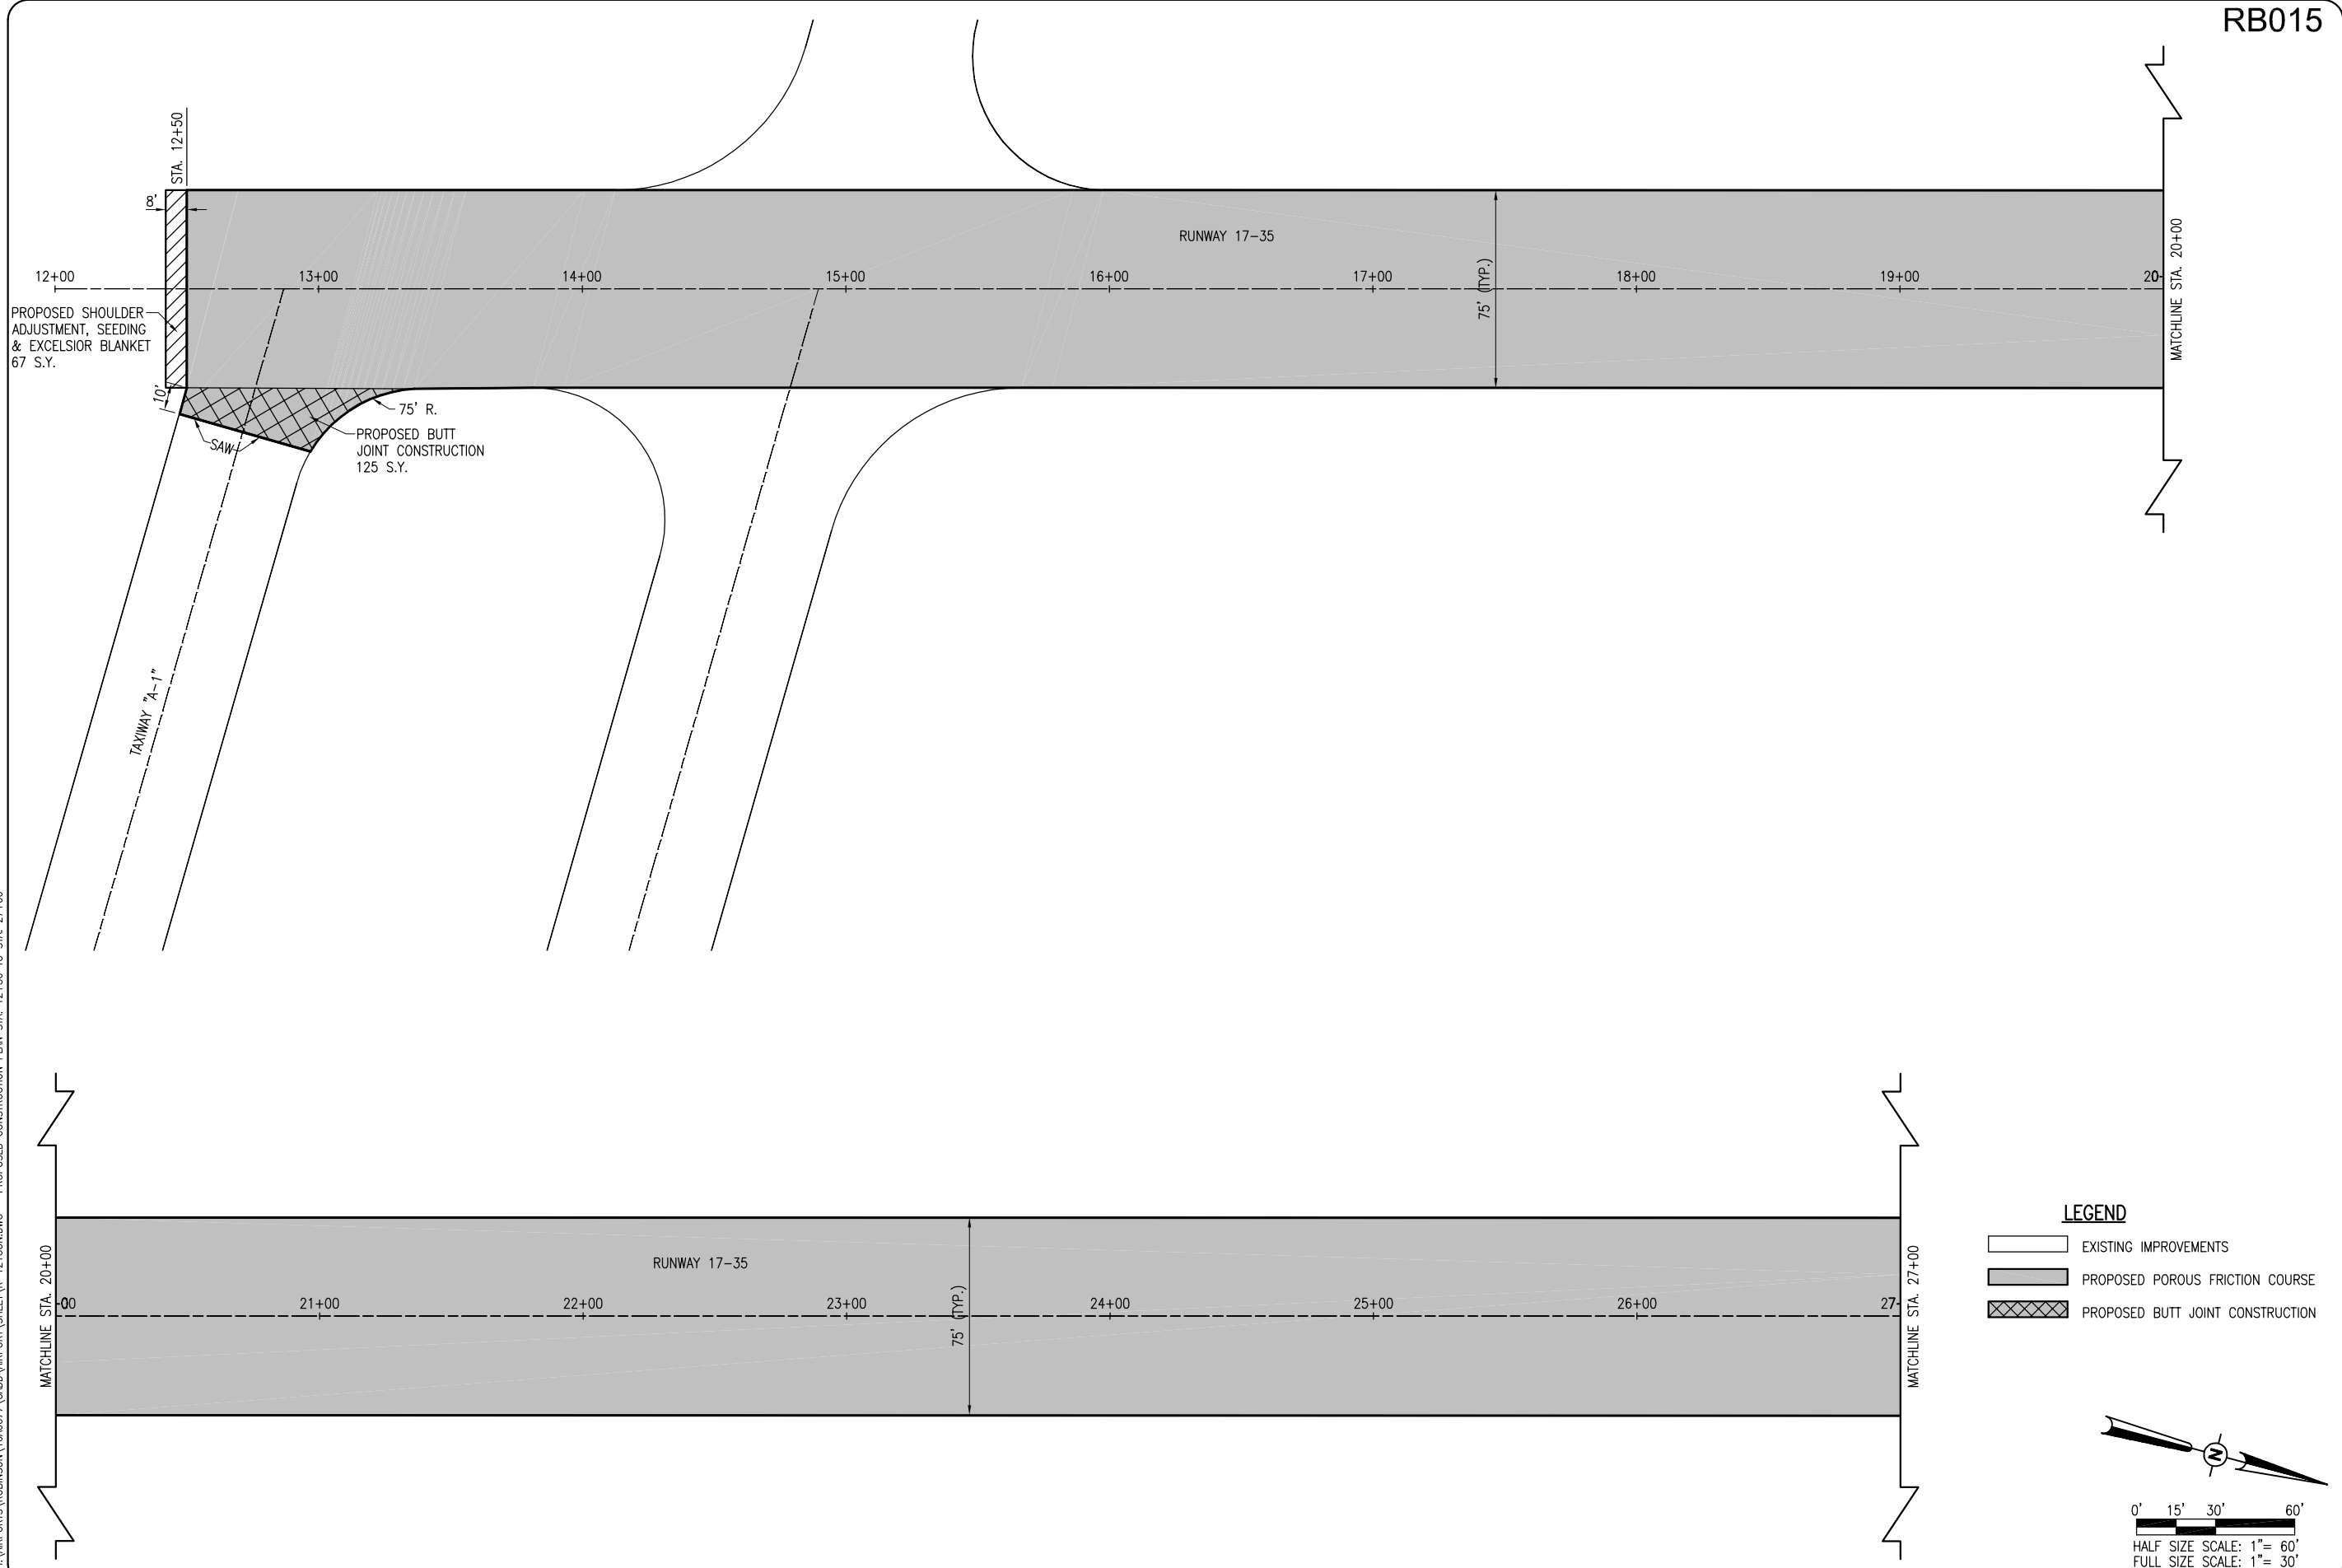 RB015
STA. 12+50
8'
RUNWAY 17-35
12+00
13+00
14+00
15+00
16+00
17+00
18+00
19+00
20
75' (TYP.)
MATCHLINE STA. 20+00
PROPOSED SHOULDER
ADJUSTMENT, SEEDING
& EXCELSIOR BLANKET
67 S.Y.
10'
75' R.
SAW
PROPOSED BUTT
JOINT CONSTRUCTION
125 S.Y.
TAXIWAY "A-1"
MATCHLINE STA. 20+00
RUNWAY 17-35
00
21+00
22+00
23+00
24+00
25+00
26+00
27
75' (TYP.)
MATCHLINE STA. 27+00
LEGEND
EXISTING IMPROVEMENTS
PROPOSED POROUS FRICTION COURSE
PROPOSED BUTT JOINT CONSTRUCTION
N
0' 15' 30' 60'
HALF SIZE SCALE: 1"= 60'
FULL SIZE SCALE: 1"= 30'